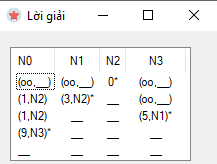 Lời giải
N0 N1 N2 N3
(oo,__) (oo,__) 0* (oo,__)
(1,N2) (3,N2)* __ (oo,__)
(1,N2) __ __ (5,N1)*
(9,N3)* __ __ __
__ __ __ __